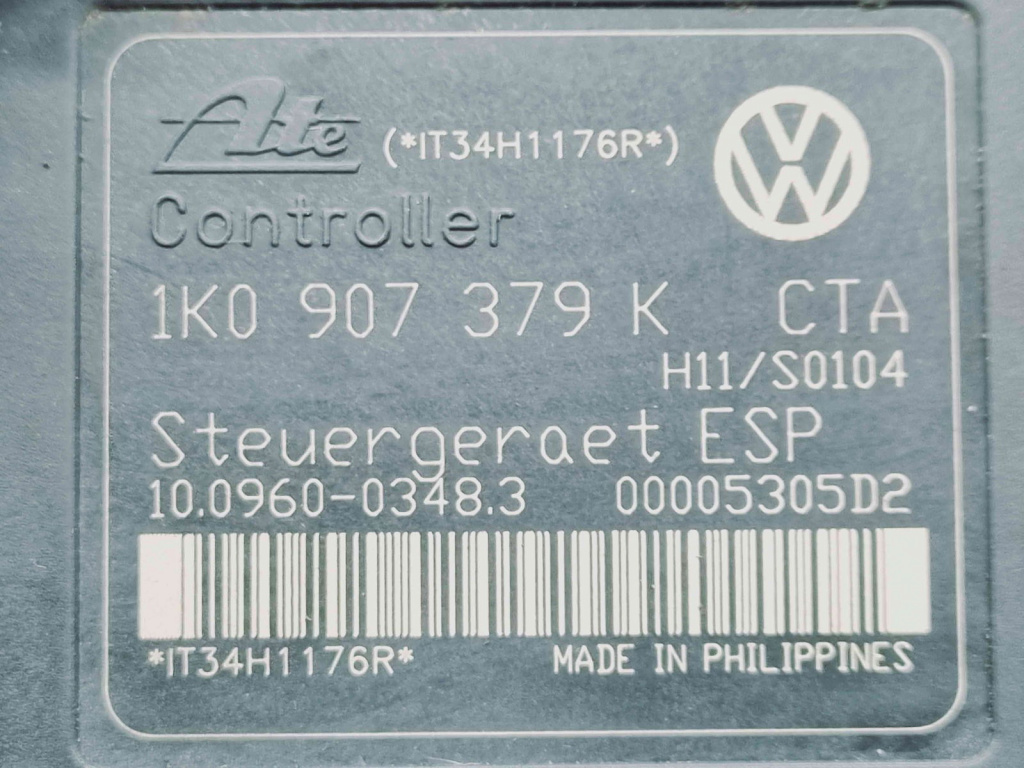 Ate (*IT34H1176R*)
Controller
1K0 907 379 K CTA
H11/S0104
Steuergeraet ESP
10.0960-0348.3 00005305D2
*IT34H1176R* MADE IN PHILIPPINES